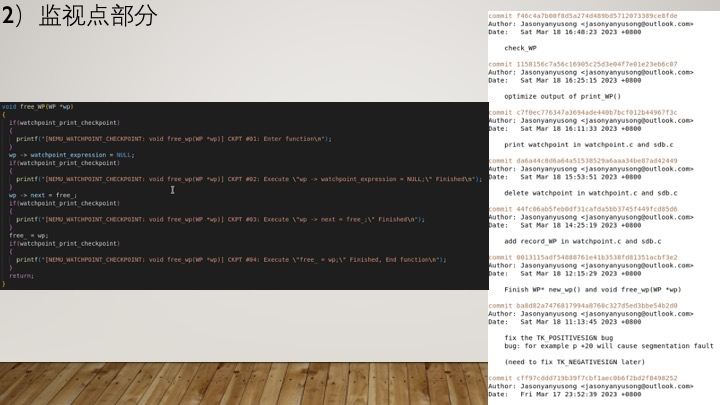 2）监视点部分
void free_WP(WP *wp)
{
if(watchpoint_print_checkpoint)
{
printf("[NEMU_WATCHPOINT_CHECKPOINT: void free_wp(WP *wp)] CKPT #01: Enter function\n");
}
wp -> watchpoint_expression = NULL;
if(watchpoint_print_checkpoint)
{
printf("[NEMU_WATCHPOINT_CHECKPOINT: void free_wp(WP *wp)] CKPT #02: Execute \"wp -> watchpoint_expression = NULL;\" Finished\n");
}
wp -> next = free_;
if(watchpoint_print_checkpoint)
{
printf("[NEMU_WATCHPOINT_CHECKPOINT: void free_wp(WP *wp)] CKPT #03: Execute \"wp -> next = free_;\" Finished\n");
}
free_ = wp;
if(watchpoint_print_checkpoint)
{
printf("[NEMU_WATCHPOINT_CHECKPOINT: void free_wp(WP *wp)] CKPT #04: Execute \"free_ = wp;\" Finished, End function\n");
}
return;
}
commit
Author: Jasonyanyusong <jasonyanyusong@outlook.com>
Date: Sat Mar 18 16:48:23 2023 +0800
check_WP
commit
Author: Jasonyanyusong <jasonyanyusong@outlook.com>
Date: Sat Mar 18 16:25:15 2023 +0800
optimize output of print_WP()
commit
Author: Jasonyanyusong <jasonyanyusong@outlook.com>
Date: Sat Mar 18 16:11:33 2023 +0800
print watchpoint in watchpoint.c and sdb.c
commit
Author: Jasonyanyusong <jasonyanyusong@outlook.com>
Date: Sat Mar 18 15:53:51 2023 +0800
delete watchpoint in watchpoint.c and sdb.c
commit
Author: Jasonyanyusong <jasonyanyusong@outlook.com>
Date: Sat Mar 18 14:25:19 2023 +0800
add record_WP in watchpoint.c and sdb.c
commit
Author: Jasonyanyusong <jasonyanyusong@outlook.com>
Date: Sat Mar 18 12:15:29 2023 +0800
Finish WP* new_wp() and void free_wp(WP *wp)
commit
Author: Jasonyanyusong <jasonyanyusong@outlook.com>
Date: Sat Mar 18 11:13:45 2023 +0800
fix the TK_POSITIVESIGN bug
bug: for example p +20 will cause segmentation fault
(need to fix TK_NEGATIVESIGN later)
commit
Author: Jasonyanyusong <jasonyanyusong@outlook.com>
Date: Fri Mar 17 23:52:39 2023 +0800